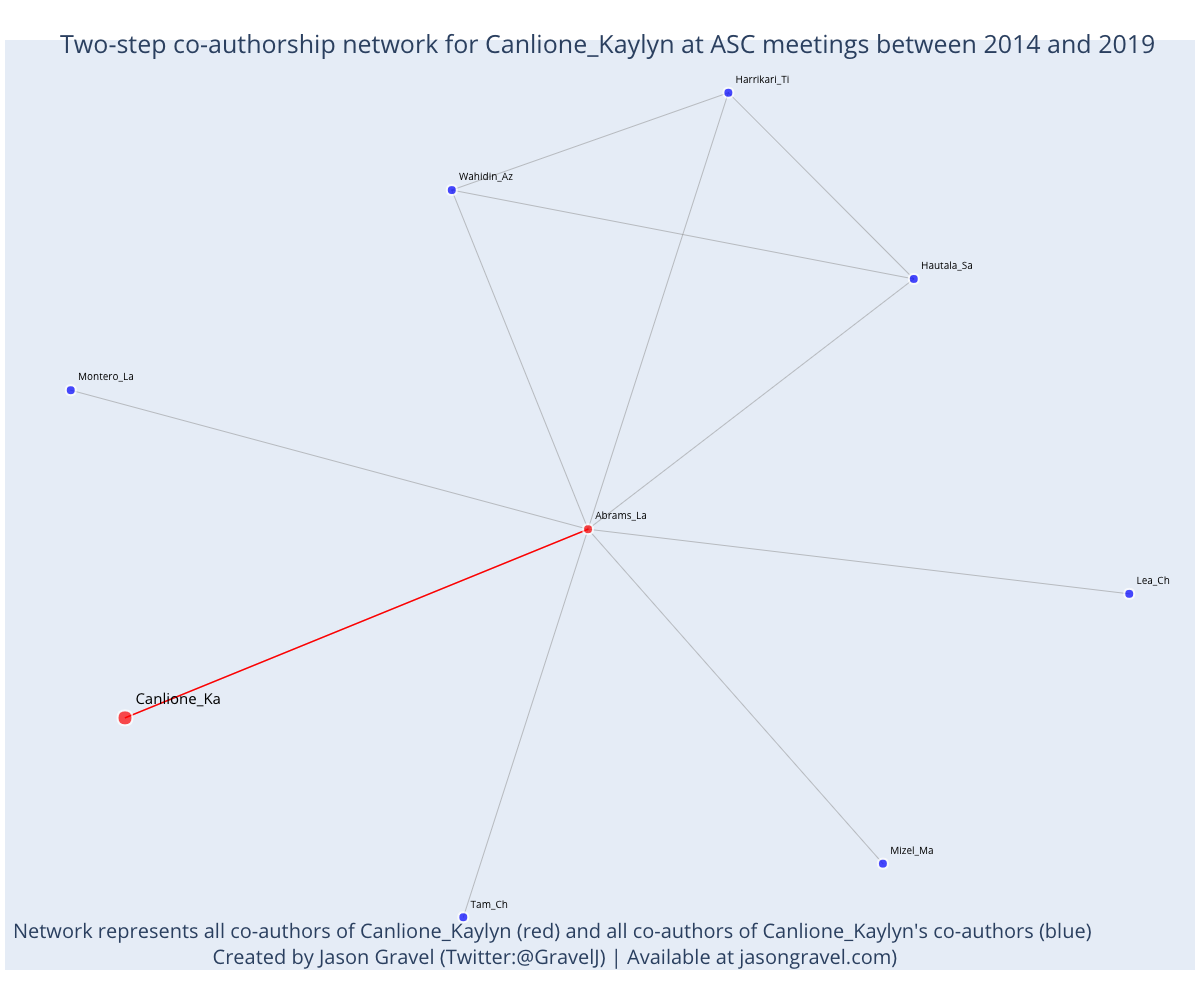 Two-step co-authorship network for Canlione_Kaylyn at ASC meetings between 2014 and 2019
Harrikari_Ti
Wahidin_Az
Hautala_Sa
Montero_La
Abrams_La
Lea_Ch
Canlione_Ka
Mizel_Ma
Tam_Ch
Network represents all co-authors of Canlione_Kaylyn (red) and all co-authors of Canlione_Kaylyn's co-authors (blue)
Created by Jason Gravel (Twitter:@GravelJ) | Available at jasongravel.com)